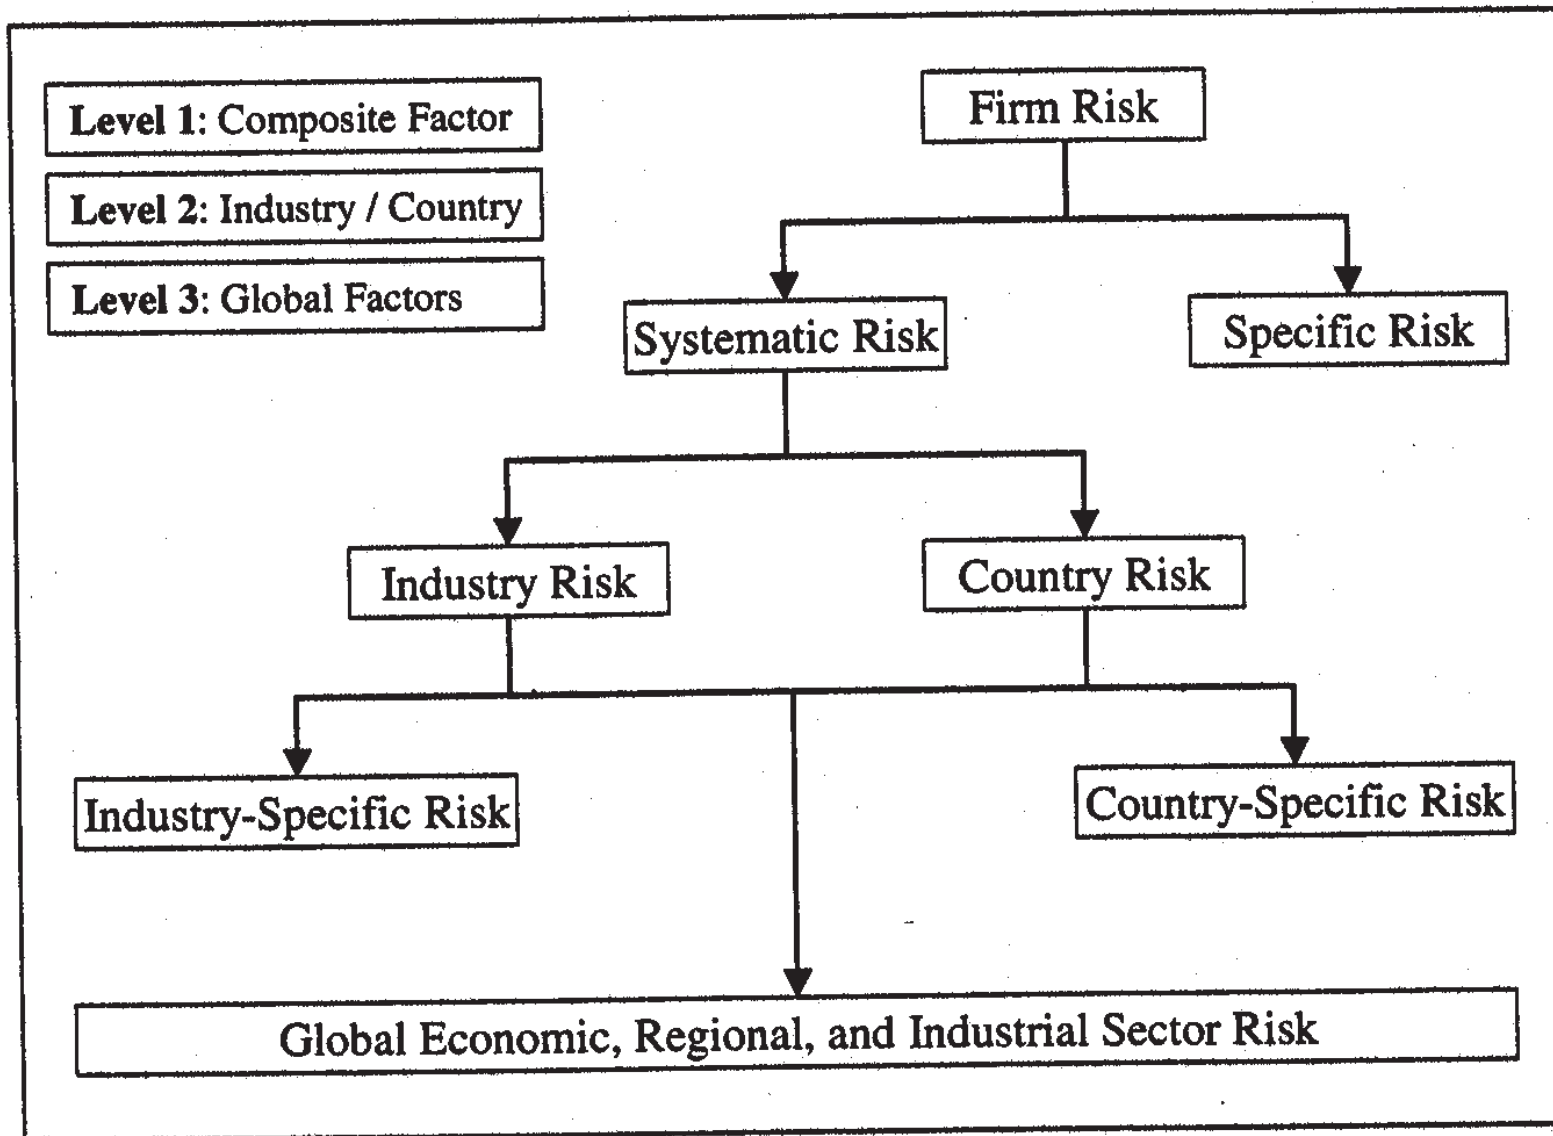 Level 1: Composite Factor
Level 2: Industry / Country
Level 3: Global Factors
Firm Risk
Systematic Risk
Specific Risk
Industry Risk
Country Risk
Industry-Specific Risk
Country-Specific Risk
Global Economic, Regional, and Industrial Sector Risk